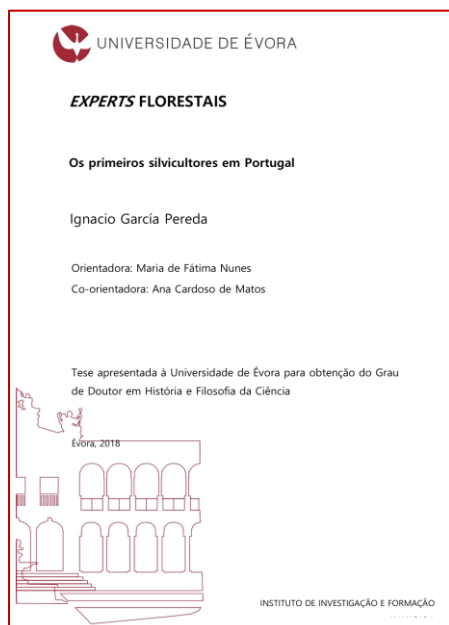 UNIVERSIDADE DE ÉVORA
EXPERTS FLORESTAIS
Os primeiros silvicultores em Portugal
Ignacio García Pereda
Orientadora: Maria de Fátima Nunes
Co-orientadora: Ana Cardoso de Matos
Tese apresentada à Universidade de Évora para obtenção do Grau
de Doutor em História e Filosofia da Ciência
Évora, 2018
INSTITUTO DE INVESTIGAÇÃO E FORMAÇÃO